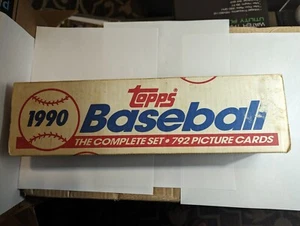 topps
1990 Baseball
THE COMPLETE SET • 792 PICTURE CARDS